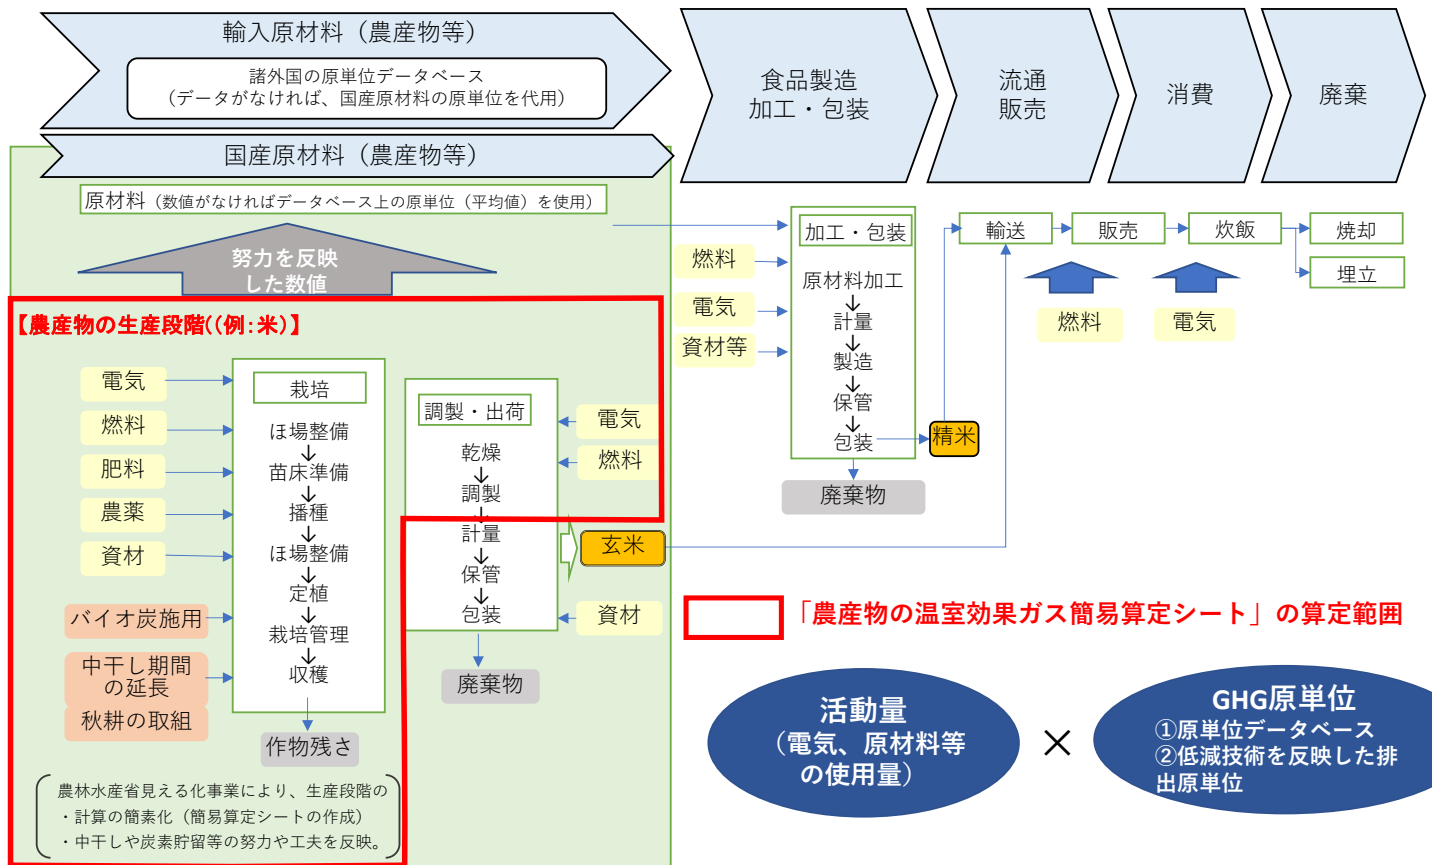 輸入原材料（農産物等）
諸外国の原単位データベース
（データがなければ、国産原材料の原単位を代用）
国産原材料（農産物等）
原材料（数値がなければデータベース上の原単位（平均値）を使用）
努力を反映
した数値
食品製造
加工・包装
流通
販売
消費
廃棄
【農産物の生産段階((例：米)】
電気
燃料
肥料
農薬
資材
バイオ炭施用
中干し期間
の延長
秋耕の取組
栽培
ほ場整備
↓
苗床準備
↓
播種
↓
ほ場整備
↓
定植
↓
栽培管理
↓
収穫
作物残さ
調製・出荷
乾燥
↓
調製
↓
計量
↓
保管
↓
包装
電気
燃料
資材
廃棄物
玄米
農林水産省見える化事業により、生産段階の
・計算の簡素化（簡易算定シートの作成）
・中干しや炭素貯留等の努力や工夫を反映。
燃料
電気
資材等
加工・包装
原材料加工
↓
計量
↓
製造
↓
保管
↓
包装
廃棄物
精米
輸送
販売
炊飯
焼却
埋立
燃料
電気
「農産物の温室効果ガス簡易算定シート」の算定範囲
活動量
（電気、原材料等
の使用量）
×
GHG原単位
①原単位データベース
②低減技術を反映した排
出原単位